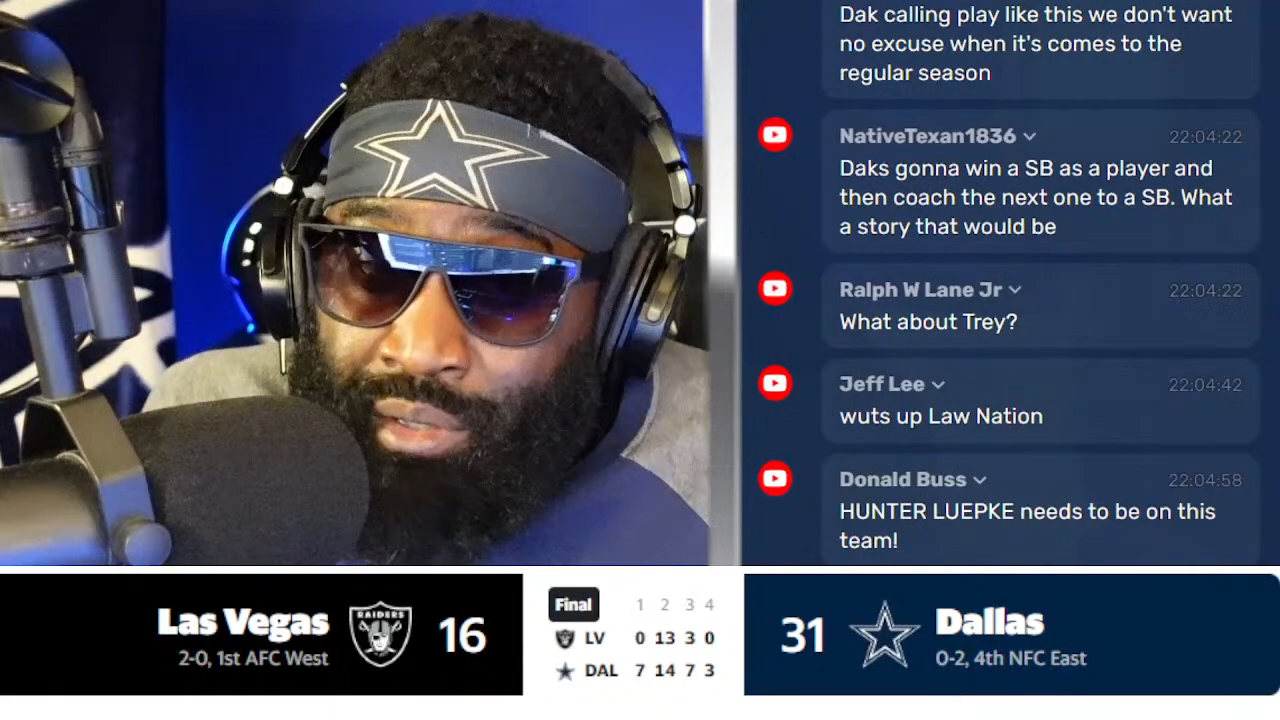 Dak calling play like this we don't want
no excuse when it's comes to the
regular season
NativeTexan1836 22:04:22
Daks gonna win a SB as a player and
then coach the next one to a SB. What
a story that would be
Ralph W Lane Jr 22:04:22
What about Trey?
Jeff Lee 22:04:42
wuts up Law Nation
Donald Buss 22:04:58
HUNTER LUEPKE needs to be on this
team!
Las Vegas
2-0, 1st AFC West
RAIDERS
16
Final 1 2 3 4
LV 0 13 3 0
DAL 7 14 7 3
31
Dallas
0-2, 4th NFC East